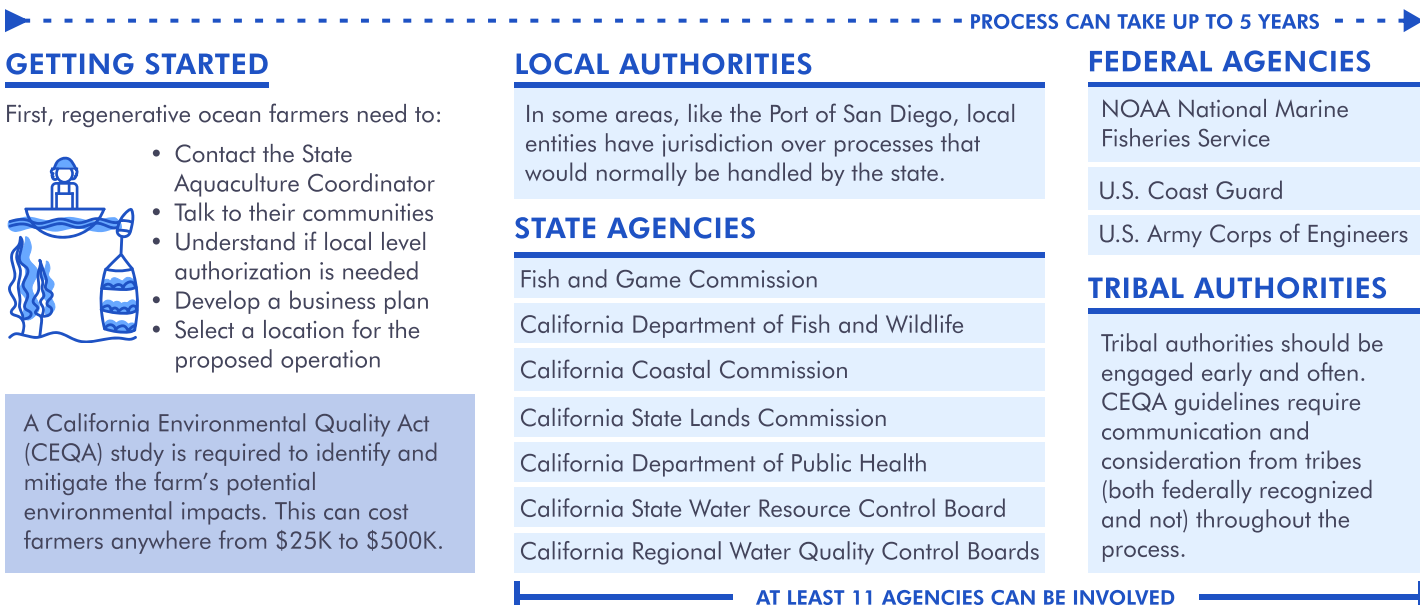 PROCESS CAN TAKE UP TO 5 YEARS
GETTING STARTED
First, regenerative ocean farmers need to:
• Contact the State
Aquaculture Coordinator
• Talk to their communities
• Understand if local level
authorization is needed
• Develop a business plan
• Select a location for the
proposed operation
A California Environmental Quality Act
(CEQA) study is required to identify and
mitigate the farm’s potential
environmental impacts. This can cost
farmers anywhere from $25K to $500K.
LOCAL AUTHORITIES
In some areas, like the Port of San Diego, local
entities have jurisdiction over processes that
would normally be handled by the state.
STATE AGENCIES
Fish and Game Commission
California Department of Fish and Wildlife
California Coastal Commission
California State Lands Commission
California Department of Public Health
California State Water Resource Control Board
California Regional Water Quality Control Boards
FEDERAL AGENCIES
NOAA National Marine
Fisheries Service
U.S. Coast Guard
U.S. Army Corps of Engineers
TRIBAL AUTHORITIES
Tribal authorities should be
engaged early and often.
CEQA guidelines require
communication and
consideration from tribes
(both federally recognized
and not) throughout the
process.
AT LEAST 11 AGENCIES CAN BE INVOLVED